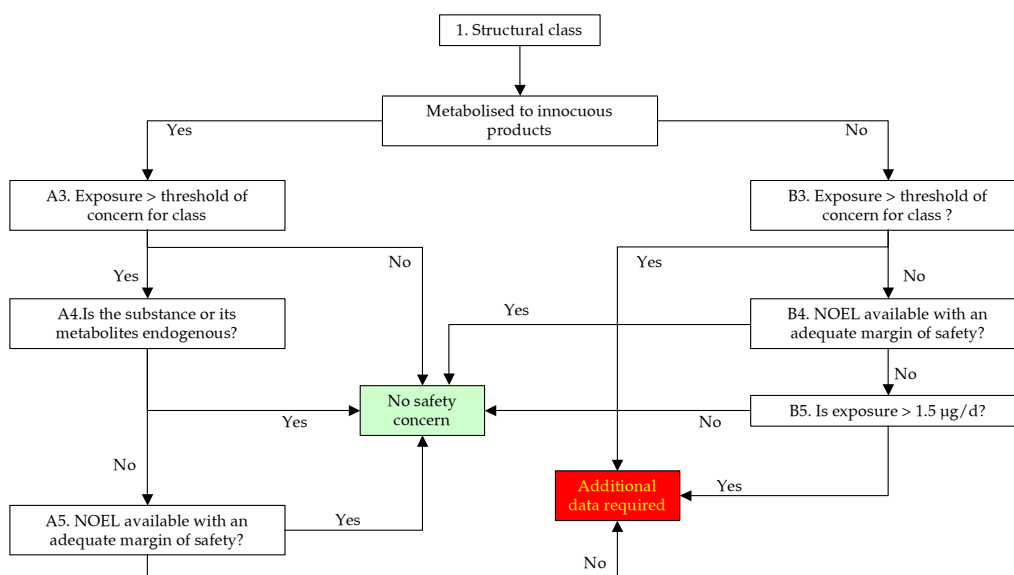 1. Structural class
Metabolised to innocuous
products
Yes
No
A3. Exposure > threshold of
concern for class
B3. Exposure > threshold of
concern for class ?
No
Yes
Yes
No
A4.Is the substance or its
metabolites endogenous?
Yes
B4. NOEL available with an
adequate margin of safety?
No
No safety
concern
B5. Is exposure > 1.5 µg/d?
Yes
No
No
Additional
data required
Yes
A5. NOEL available with an
adequate margin of safety?
Yes
No